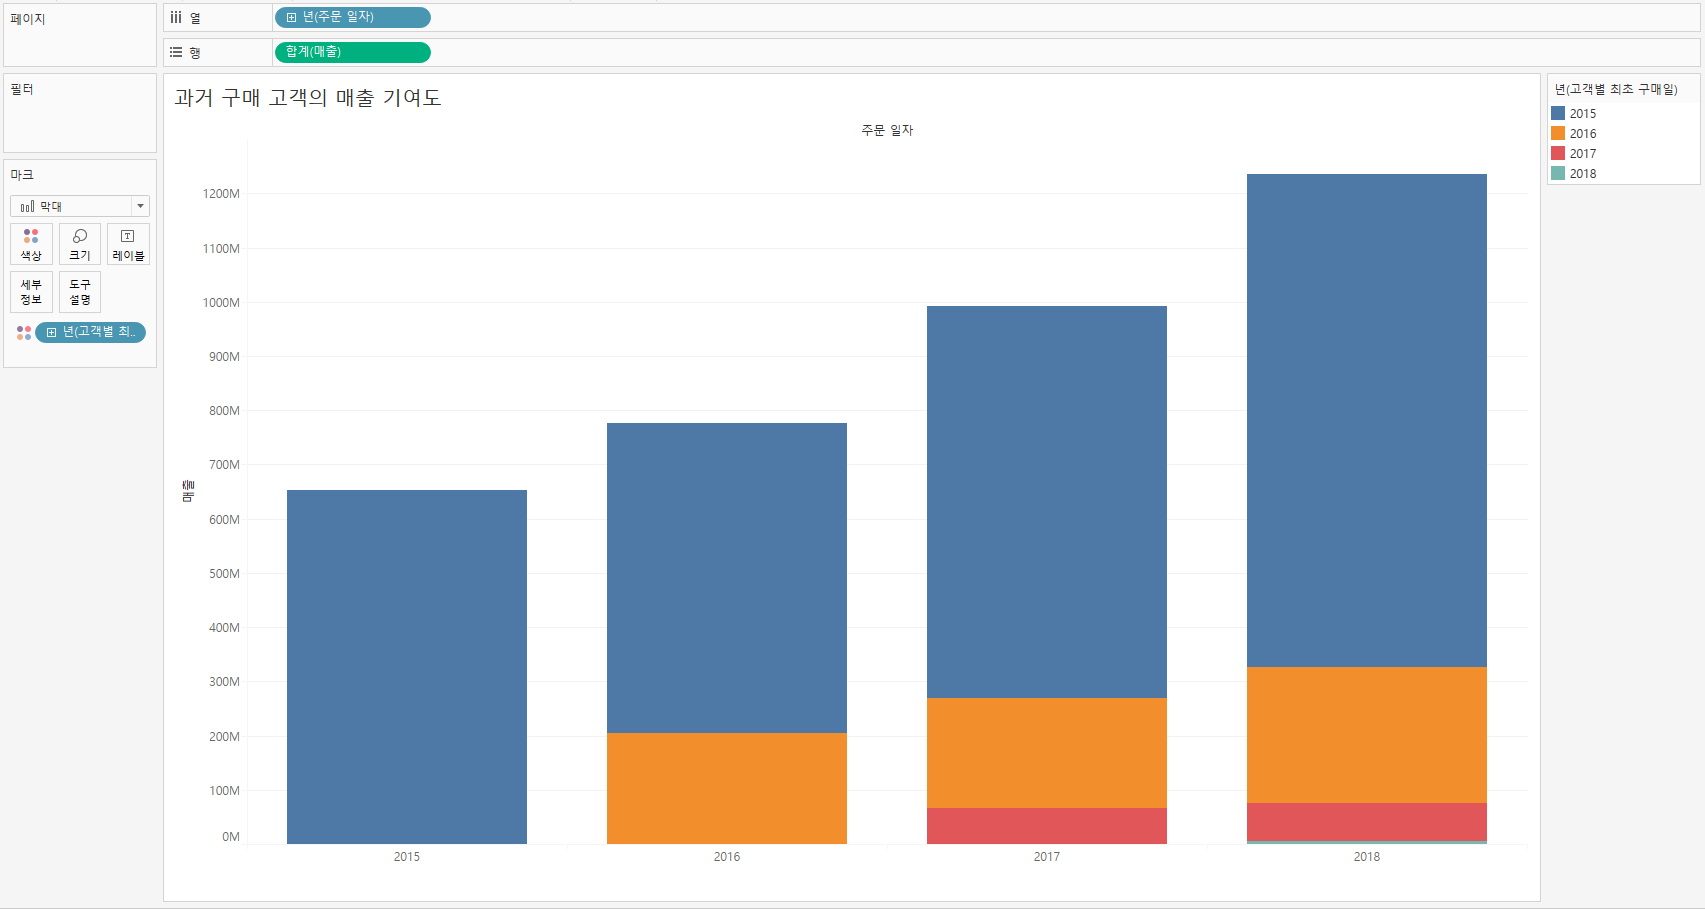 페이지
열
년(주문 일자)
행
합계(매출)
필터
마크
막대
색상
크기
레이블
세부
정보
도구
설명
년(고객별 최..
과거 구매 고객의 매출 기여도
주문 일자
1200M
1100M
1000M
900M
800M
700M
600M
500M
400M
300M
200M
100M
0M
매출
2015
2016
2017
2018
년(고객별 최초 구매일)
2015
2016
2017
2018